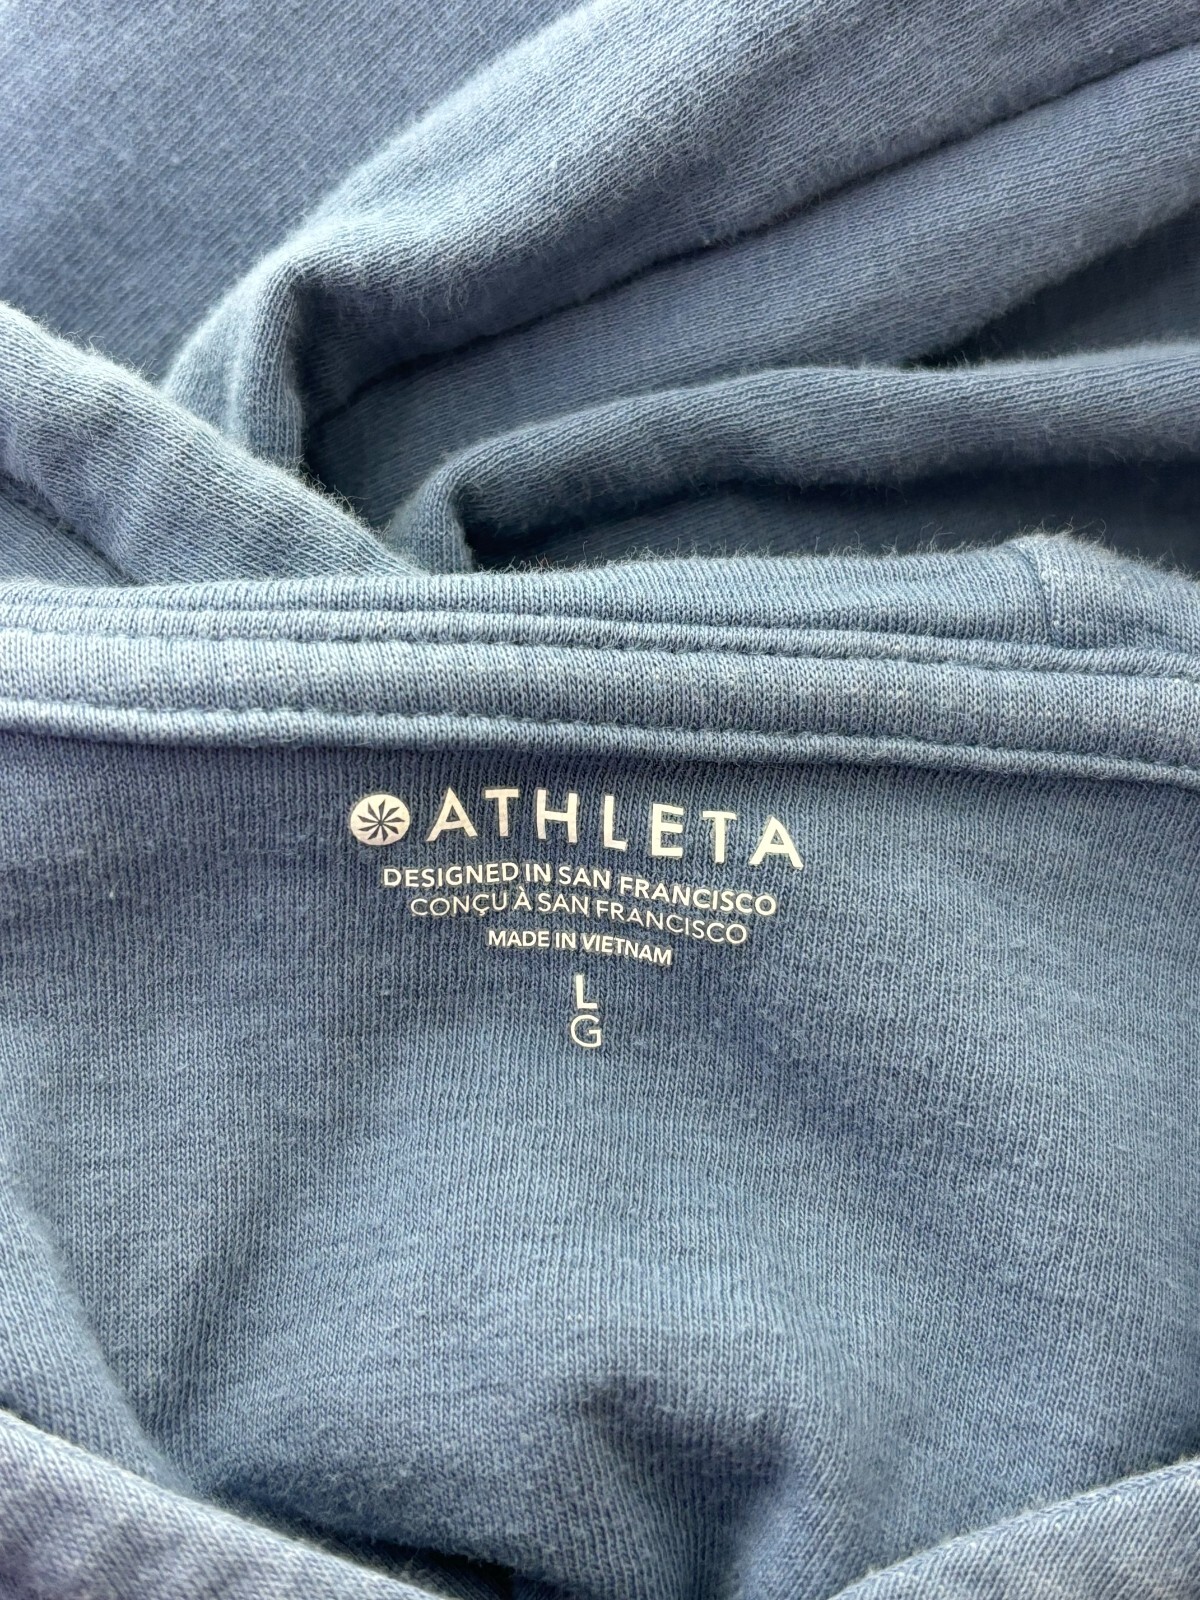 ATHLETA
DESIGNED IN SAN FRANCISCO
CONÇU À SAN FRANCISCO
MADE IN VIETNAM
L
G